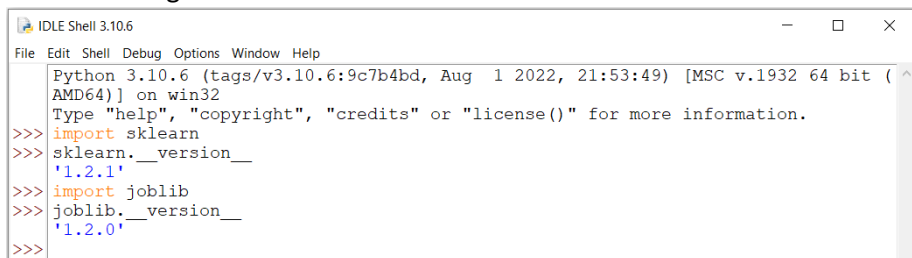 IDLE Shell 3.10.6
File Edit Shell Debug Options Window Help
Python 3.10.6 (tags/v3.10.6:9c7b4bd, Aug  1 2022, 21:53:49) [MSC v.1932 64 bit (
AMD64)] on win32
Type "help", "copyright", "credits" or "license()" for more information.
>>> import sklearn
>>> sklearn.__version__
'1.2.1'
>>> import joblib
>>> joblib.__version__
'1.2.0'
>>>